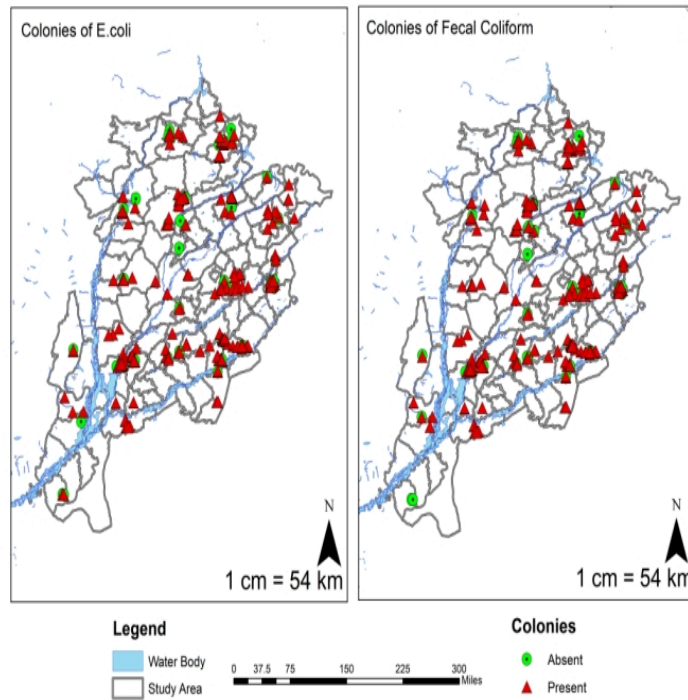 Colonies of E.coli
N
1 cm = 54 km
Colonies of Fecal Coliform
N
1 cm = 54 km
Legend
Water Body
Study Area
0 37.5 75 150 225 300
Miles
Colonies
Absent
Present